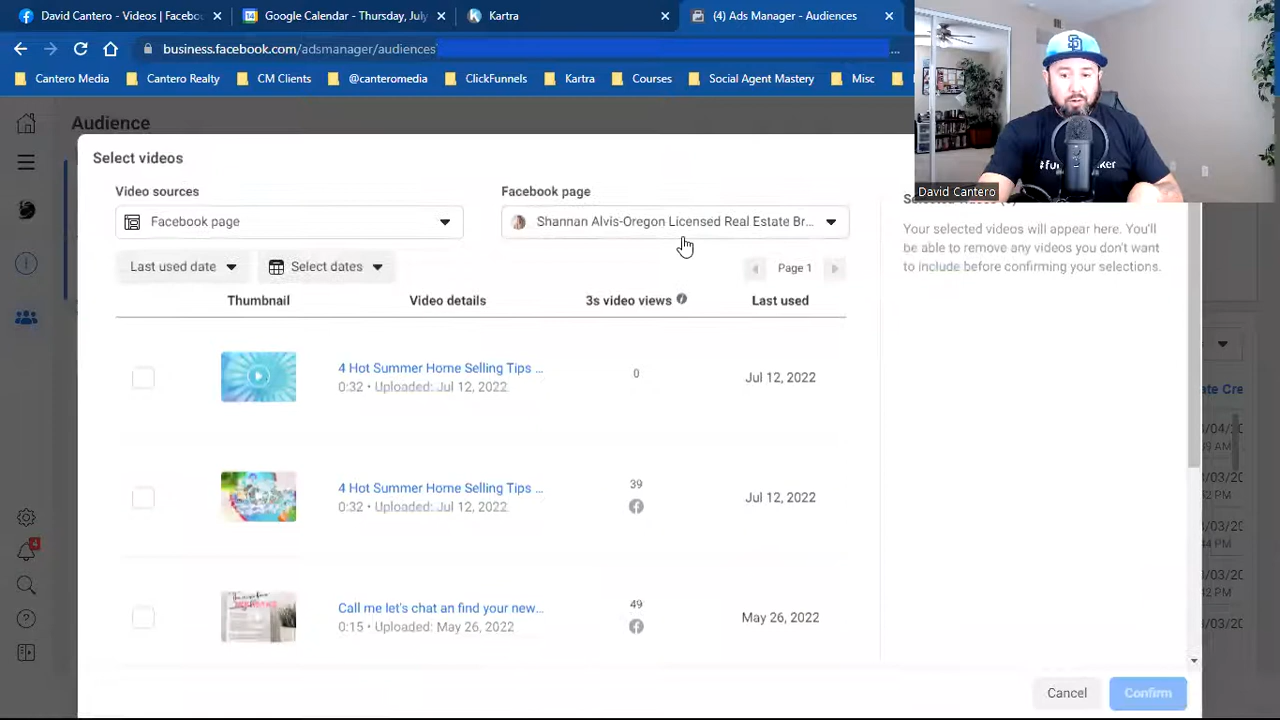 David Cantero - Videos | Faceboo
Google Calendar - Thursday, July
Kartra
(4) Ads Manager - Audiences
business.facebook.com/adsmanager/audiences
Cantero Media
Cantero Realty
CM Clients
@canteromedia
ClickFunnels
Kartra
Courses
Social Agent Mastery
Misc
Audience
Select videos
Video sources
Facebook page
Facebook page
Shannan Alvis-Oregon Licensed Real Estate Br...
Last used date
Select dates
Page 1
Thumbnail
Video details
3s video views
Last used
4 Hot Summer Home Selling Tips ...
0:32 • Uploaded: Jul 12, 2022
0
Jul 12, 2022
4 Hot Summer Home Selling Tips ...
0:32 • Uploaded: Jul 12, 2022
39
Jul 12, 2022
Call me let's chat an find your new...
0:15 • Uploaded: May 26, 2022
49
May 26, 2022
Your selected videos will appear here. You'll
be able to remove any videos you don't want
to include before confirming your selections.
Cancel
Confirm
David Cantero
4